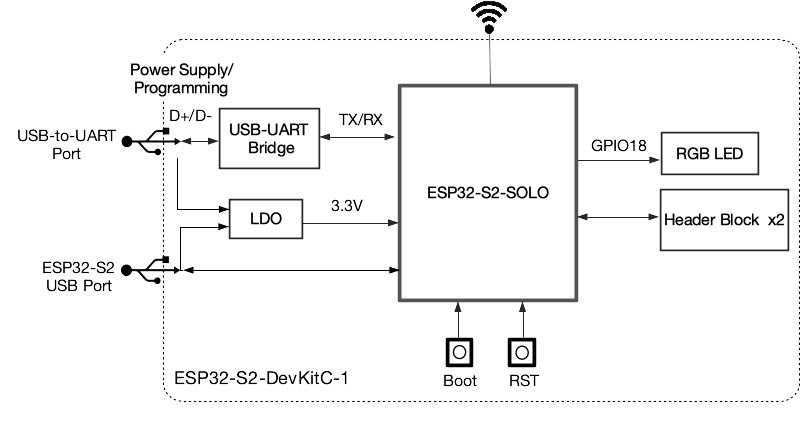 Power Supply/
Programming
D+/D-
USB-to-UART
Port
USB-UART
Bridge
TX/RX
GPIO18
RGB LED
ESP32-S2-SOLO
LDO
3.3V
Header Block x2
ESP32-S2
USB Port
ESP32-S2-DevKitC-1
Boot
RST